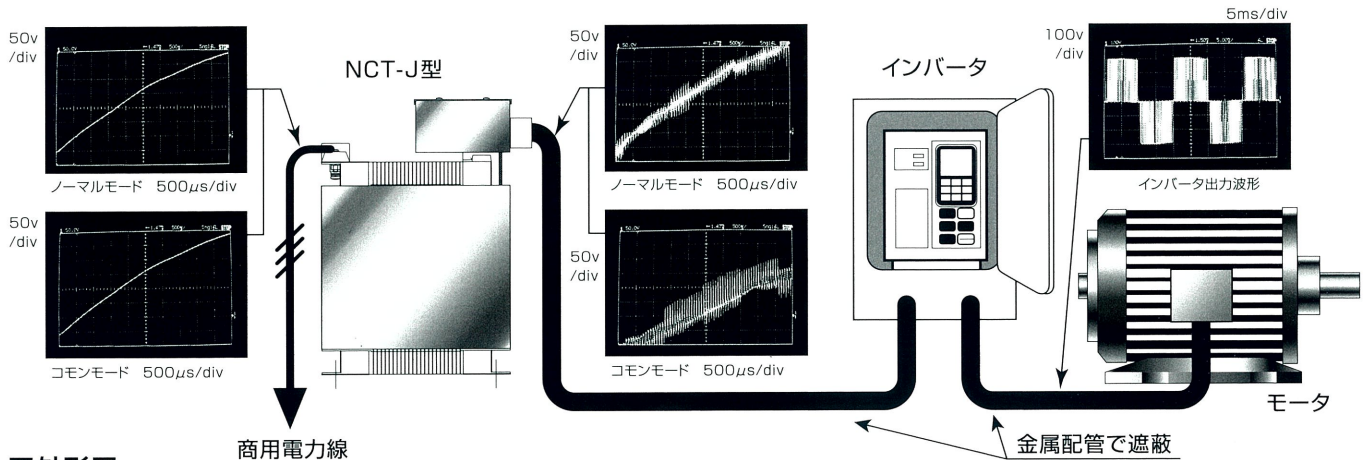 50v
/div
ノーマルモード 500μs/div
50v
/div
コモンモード 500μs/div
NCT-J型
商用電力線
50v
/div
ノーマルモード 500μs/div
50v
/div
コモンモード 500μs/div
インバータ
金属配管で遮蔽
5ms/div
100v
/div
インバータ出力波形
モータ